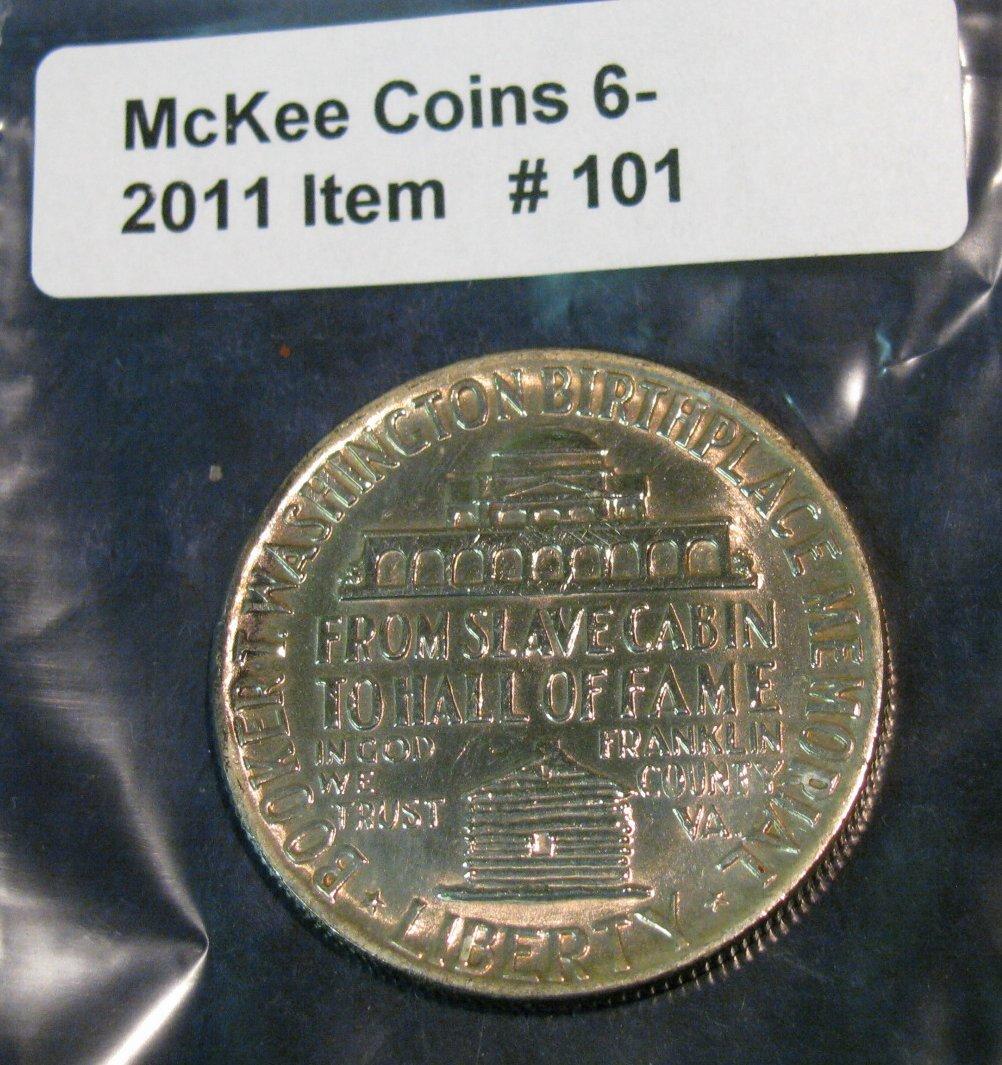 McKee Coins 6-
2011 Item # 101
BOOKER T. WASHINGTON BIRTHPLACE MEMORIAL
FROM SLAVE CABIN
TO HALL OF FAME
IN GOD
WE
TRUST
FRANKLIN
COUNTY
VA.
LIBERTY